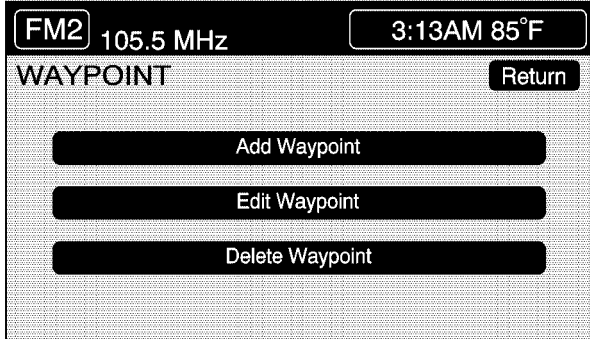 FM2 105.5 MHz 3:13AM 85°F
WAYPOINT Return
Add Waypoint
Edit Waypoint
Delete Waypoint